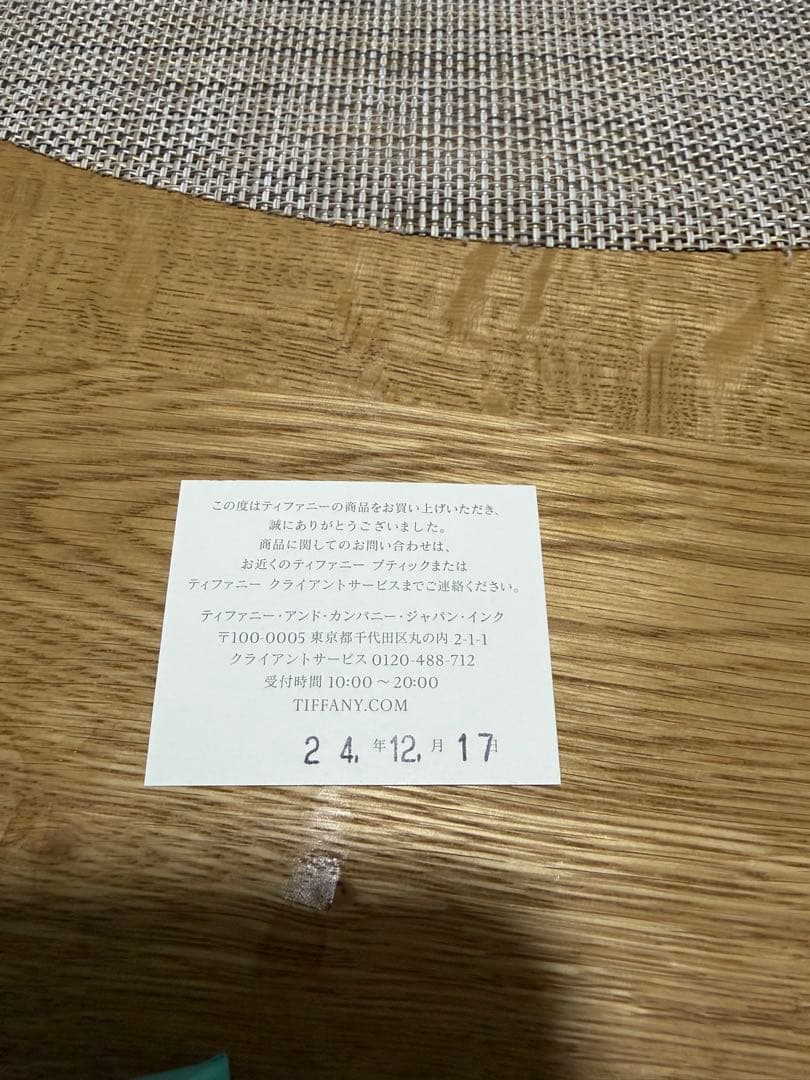 この度はティファニーの商品をお買い上げいただき、
誠にありがとうございました。
商品に関してのお問い合わせは、
お近くのティファニー ブティックまたは
ティファニー クライアントサービスまでご連絡ください。
ティファニー・アンド・カンパニー・ジャパン・インク
〒100-0005 東京都千代田区丸の内 2-1-1
クライアントサービス 0120-488-712
受付時間 10:00 〜 20:00
TIFFANY.COM
24.年12.月17日